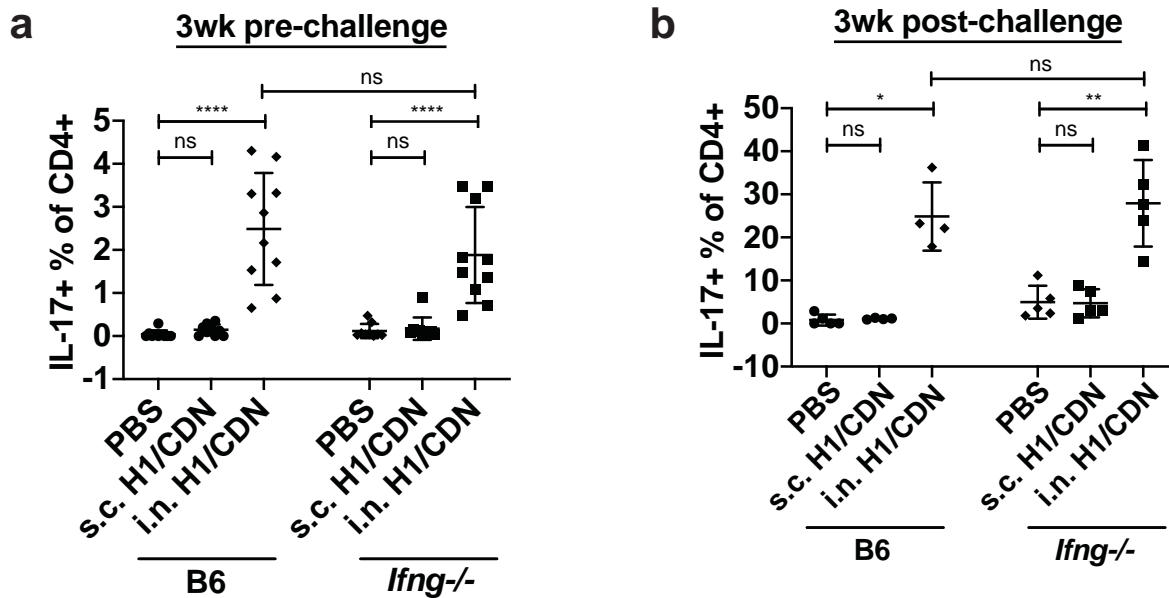 a
3wk pre-challenge
ns
****
****
ns
ns
IL-17+ % of CD4+
5
4
3
2
1
0
-1
PBS
s.c. H1/CDN
i.n. H1/CDN
PBS
s.c. H1/CDN
i.n. H1/CDN
B6
Ifng-/-
b
3wk post-challenge
ns
*
**
ns
ns
IL-17+ % of CD4+
50
40
30
20
10
0
-10
PBS
s.c. H1/CDN
i.n. H1/CDN
PBS
s.c. H1/CDN
i.n. H1/CDN
B6
Ifng-/-